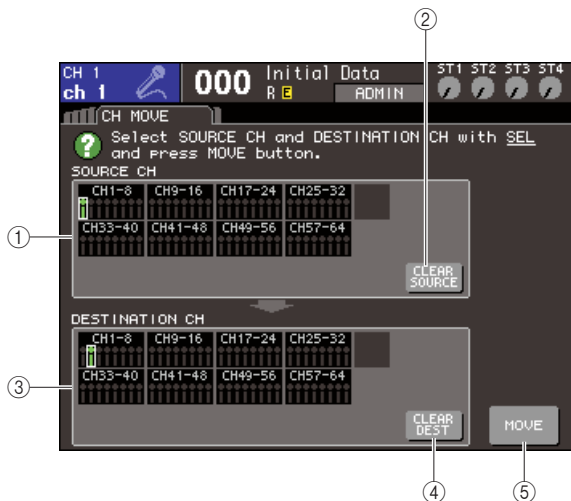 ②
CH 1
ch 1
000
Initial Data
R E
ADMIN
ST1 ST2 ST3 ST4
CH MOVE
? Select SOURCE CH and DESTINATION CH with SEL
and press MOVE button.
SOURCE CH
CH1-8 CH9-16 CH17-24 CH25-32
①
CH33-40 CH41-48 CH49-56 CH57-64
CLEAR
SOURCE
DESTINATION CH
CH1-8 CH9-16 CH17-24 CH25-32
③
CH33-40 CH41-48 CH49-56 CH57-64
CLEAR
DEST
MOVE
④
⑤